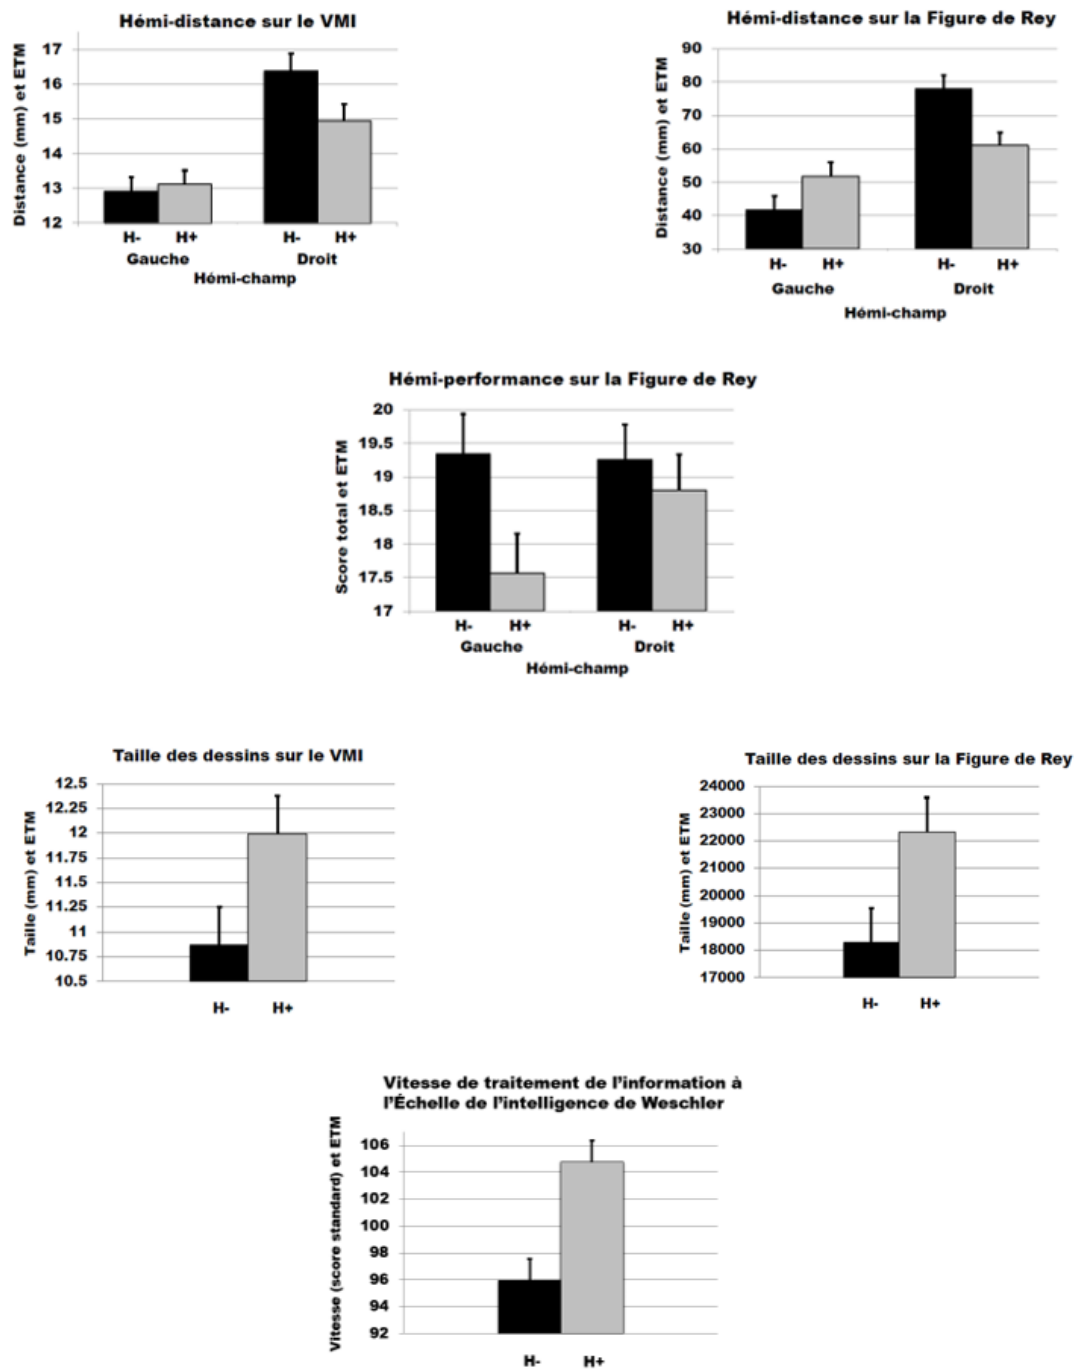 Hémi-distance sur le VMI
Distance (mm) et ETM
17
16
15
14
13
12
H- H+ H- H+
Gauche Droit
Hémi-champ
Hémi-distance sur la Figure de Rey
Distance (mm) et ETM
90
80
70
60
50
40
30
H- H+ H- H+
Gauche Droit
Hémi-champ
Hémi-performance sur la Figure de Rey
Score total et ETM
20
19.5
19
18.5
18
17.5
17
H- H+ H- H+
Gauche Droit
Hémi-champ
Taille des dessins sur le VMI
Taille (mm) et ETM
12.5
12.25
12
11.75
11.5
11.25
11
10.75
10.5
H- H+
Taille des dessins sur la Figure de Rey
Taille (mm) et ETM
24000
23000
22000
21000
20000
19000
18000
17000
H- H+
Vitesse de traitement de l'information à
l'Échelle de l'intelligence de Weschler
Vitesse (score standard) et ETM
106
104
102
100
98
96
94
92
H- H+